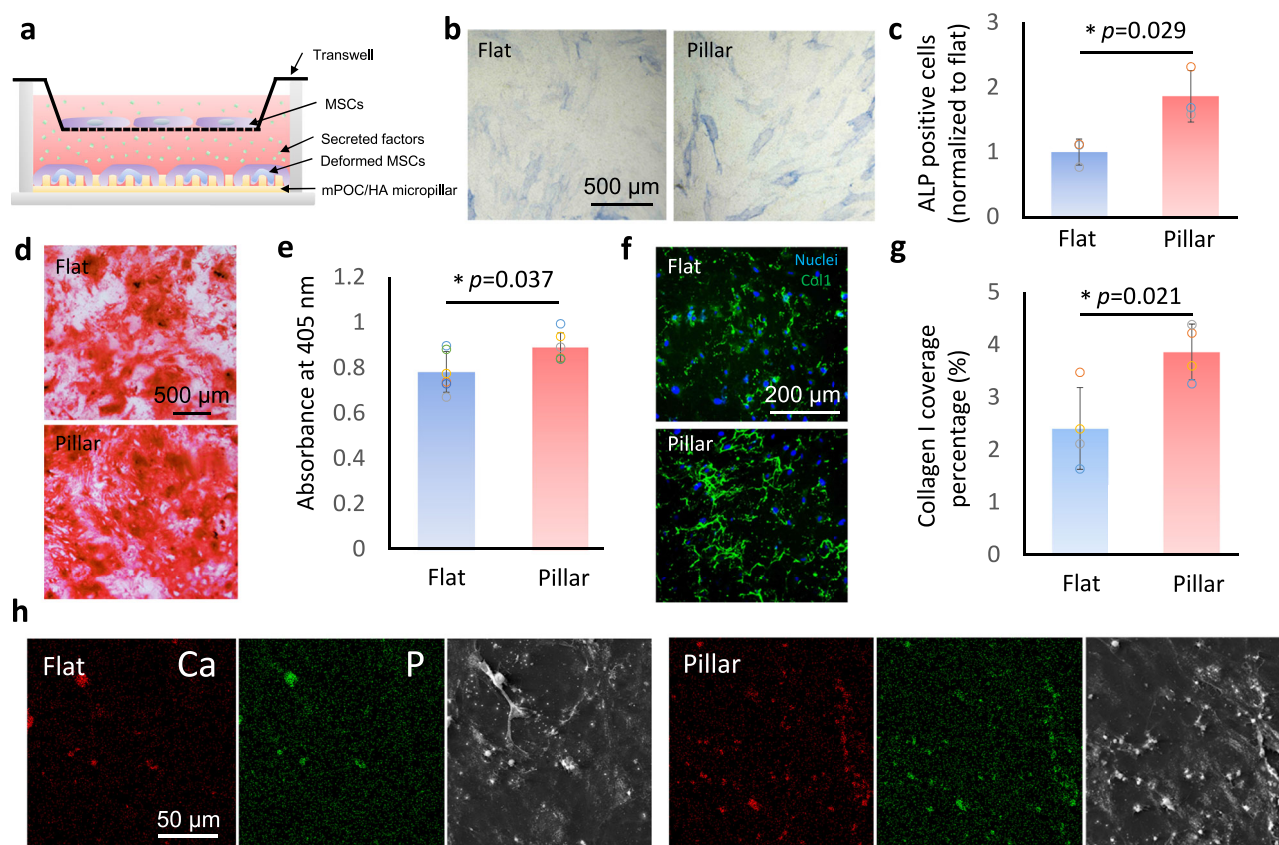 a
Transwell
MSCs
Secreted factors
Deformed MSCs
mPOC/HA micropillar
b
Flat
500 µm
Pillar
c
ALP positive cells
(normalized to flat)
3
2
1
0
* p=0.029
Flat
Pillar
d
Flat
500 µm
Pillar
e
Absorbance at 405 nm
1.2
1
0.8
0.6
0.4
0.2
0
* p=0.037
Flat
Pillar
f
Flat
Nuclei
Col1
200 µm
Pillar
g
Collagen I coverage
percentage (%)
5
4
3
2
1
0
* p=0.021
Flat
Pillar
h
Flat
Ca
50 µm
P
Pillar